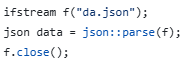 ifstream f("da.json");
json data = json::parse(f);
f.close();